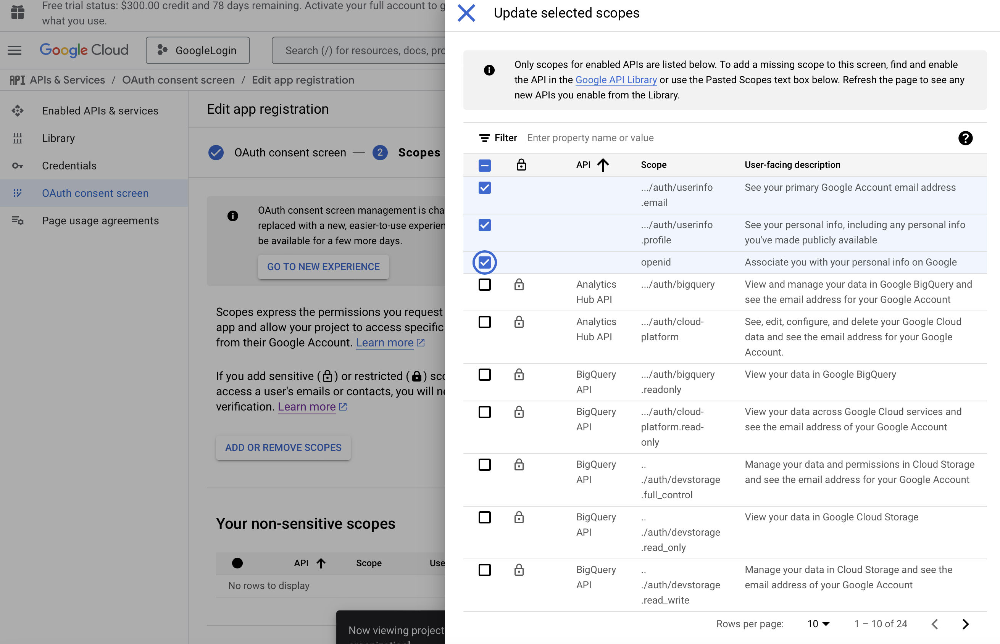 Free trial status: $300.00 credit and 78 days remaining. Activate your full account to g
what you use.
Google Cloud
GoogleLogin
Search (/) for resources, docs, pro
API APIs & Services / OAuth consent screen / Edit app registration
Enabled APIs & services
Library
Credentials
OAuth consent screen
Page usage agreements
Edit app registration
OAuth consent screen — 2 Scopes
OAuth consent screen management is cha
replaced with a new, easier-to-use experien
be available for a few more days.
GO TO NEW EXPERIENCE
Scopes express the permissions you request
app and allow your project to access specific
from their Google Account. Learn more
If you add sensitive ( ) or restricted ( ) sco
access a user's emails or contacts, you will ne
verification. Learn more
ADD OR REMOVE SCOPES
Your non-sensitive scopes
API Scope Use
No rows to display
Now viewing project
Update selected scopes
Only scopes for enabled APIs are listed below. To add a missing scope to this screen, find and enable
the API in the Google API Library or use the Pasted Scopes text box below. Refresh the page to see any
new APIs you enable from the Library.
Filter Enter property name or value
API Scope User-facing description
.../auth/userinfo See your primary Google Account email address
.email
.../auth/userinfo See your personal info, including any personal info
.profile you've made publicly available
openid Associate you with your personal info on Google
Analytics .../auth/bigquery View and manage your data in Google BigQuery and
Hub API see the email address for your Google Account
Analytics .../auth/cloud- See, edit, configure, and delete your Google Cloud
Hub API platform data and see the email address for your Google
Account.
BigQuery .../auth/bigquery View your data in Google BigQuery
API .readonly
BigQuery .../auth/cloud- View your data across Google Cloud services and
API platform.read- see the email address of your Google Account
only
BigQuery .. Manage your data and permissions in Cloud Storage
API ./auth/devstorage and see the email address for your Google Account
.full_control
BigQuery .. View your data in Google Cloud Storage
API ./auth/devstorage
.read_only
BigQuery .. Manage your data in Cloud Storage and see the
API ./auth/devstorage email address of your Google Account
.read_write
Rows per page: 10 1 – 10 of 24